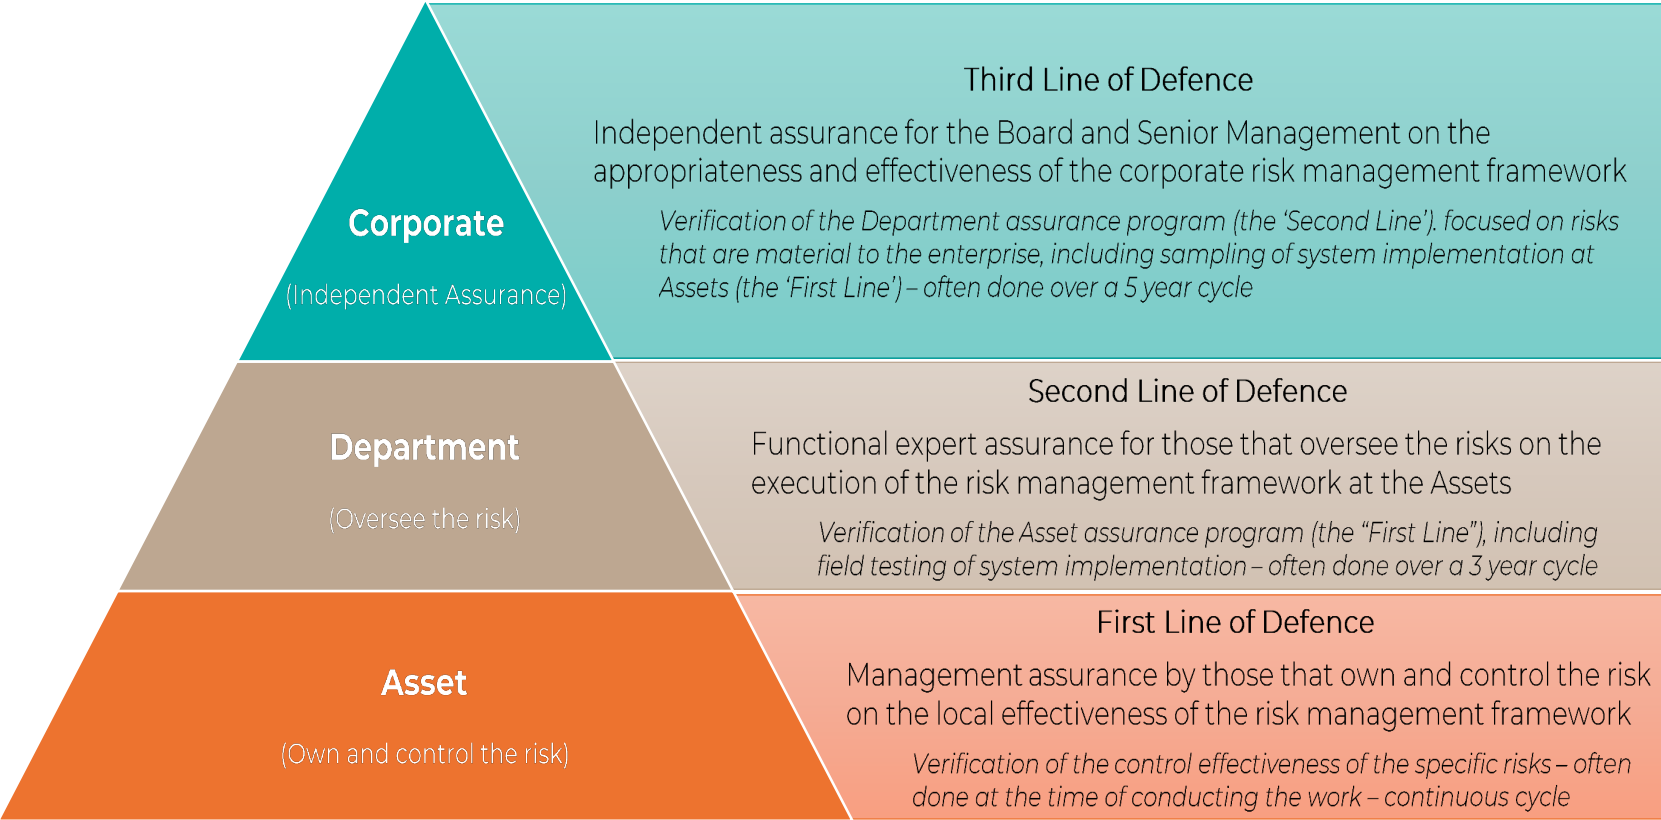 Third Line of Defence
Independent assurance for the Board and Senior Management on the
appropriateness and effectiveness of the corporate risk management framework
Corporate
Verification of the Department assurance program (the ‘Second Line’). focused on risks
that are material to the enterprise, including sampling of system implementation at
Assets (the ‘First Line’) – often done over a 5 year cycle
(Independent Assurance)
Second Line of Defence
Department
Functional expert assurance for those that oversee the risks on the
execution of the risk management framework at the Assets
(Oversee the risk)
Verification of the Asset assurance program (the “First Line”), including
field testing of system implementation – often done over a 3 year cycle
First Line of Defence
Asset
Management assurance by those that own and control the risk
on the local effectiveness of the risk management framework
(Own and control the risk)
Verification of the control effectiveness of the specific risks – often
done at the time of conducting the work – continuous cycle